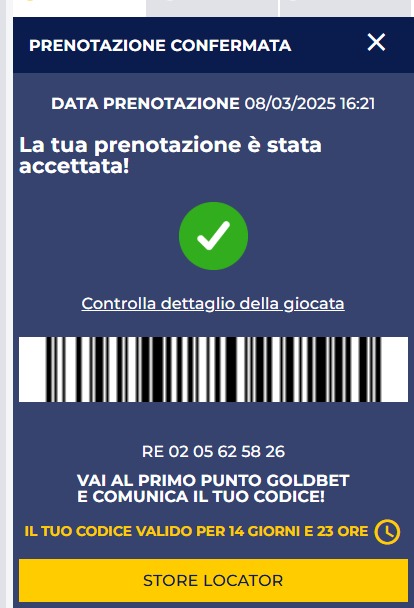 PRENOTAZIONE CONFERMATA
DATA PRENOTAZIONE 08/03/2025 16:21
La tua prenotazione è stata
accettata!
Controlla dettaglio della giocata
RE 02 05 62 58 26
VAI AL PRIMO PUNTO GOLDBET
E COMUNICA IL TUO CODICE!
IL TUO CODICE VALIDO PER 14 GIORNI E 23 ORE
STORE LOCATOR